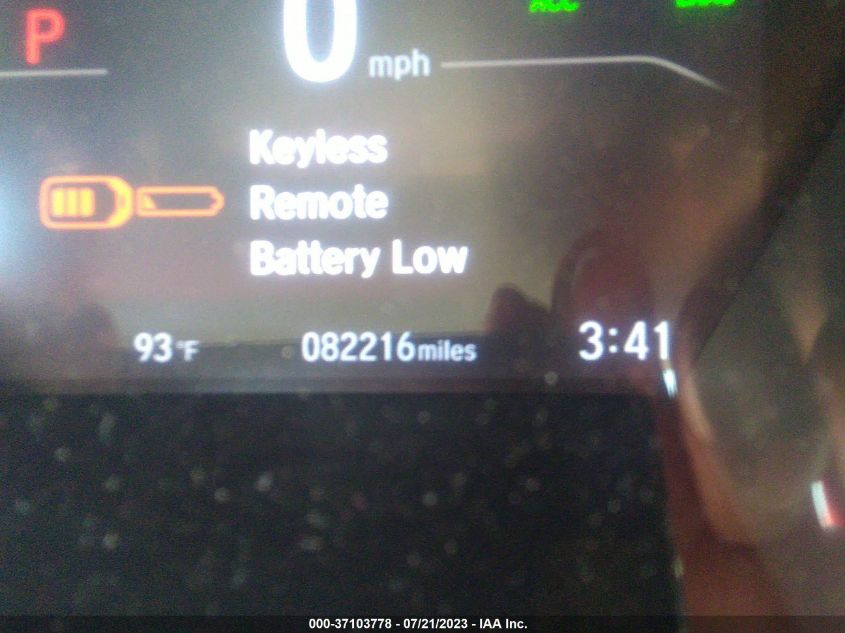 P
0
mph
Keyless
Remote
Battery Low
93°F
082216 miles
3:41
000-37103778 - 07/21/2023 - IAA Inc.